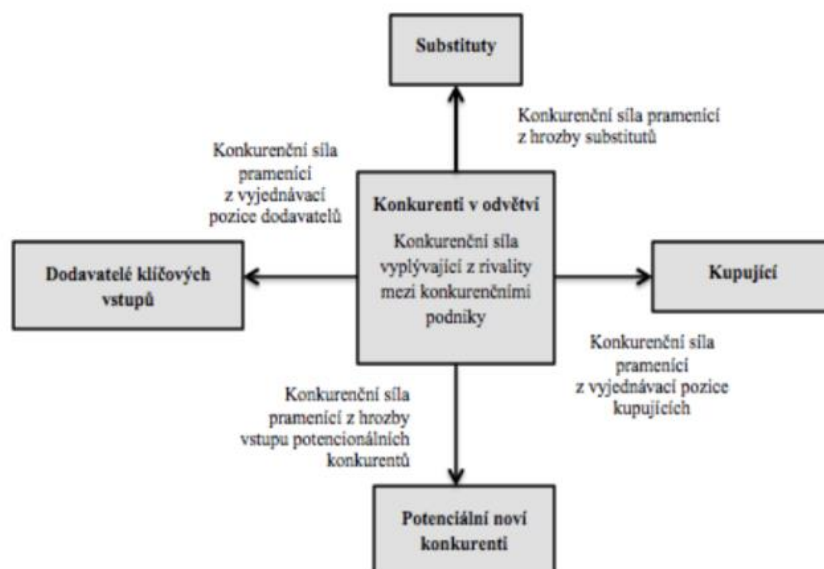 Substituty
Konkurenční síla pramenící
z hrozby substitutů
Konkurenční síla
pramenící
z vyjednávací
pozice dodavatelů
Konkurenti v odvětví
Konkurenční síla
vyplývající z rivality
mezi konkurenčními
podniky
Dodavatelé klíčových
vstupů
Kupující
Konkurenční síla
pramenící
z vyjednávací pozice
kupujících
Konkurenční síla
pramenící z hrozby
vstupu potencionálních
konkurentů
Potenciální noví
konkurenti